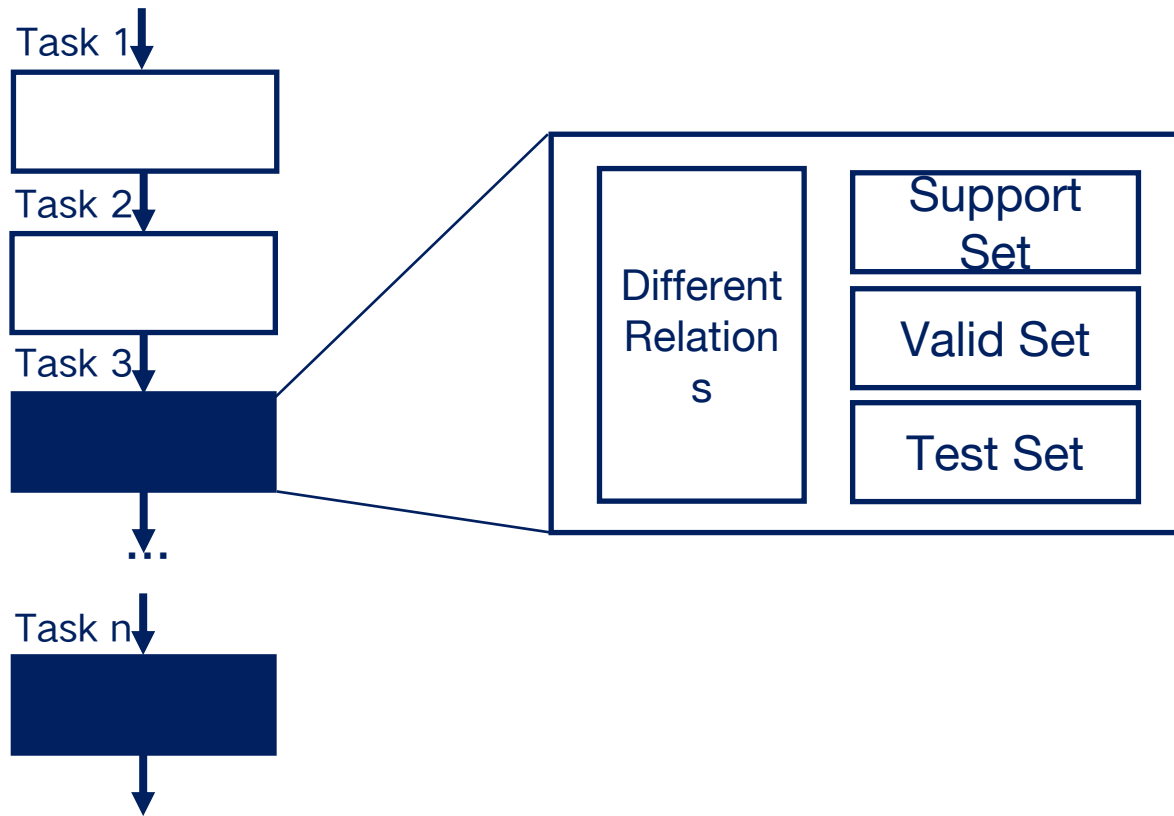 Task 1
Task 2
Task 3
...
Task n
Different
Relation
s
Support
Set
Valid Set
Test Set